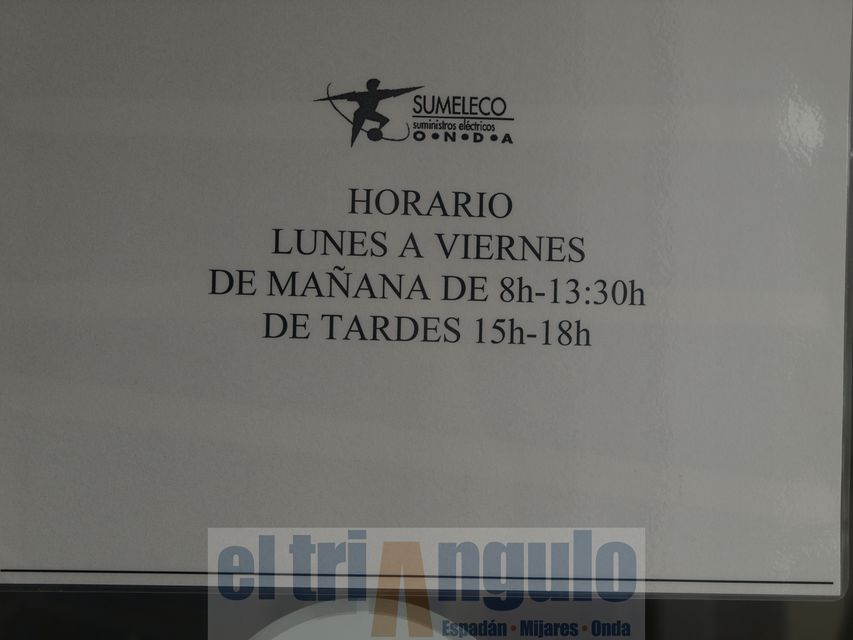 SUMELECO
suministros eléctricos
O•N•D•A
HORARIO
LUNES A VIERNES
DE MAÑANA DE 8h-13:30h
DE TARDES 15h-18h
el triAngulo
Espadán • Mijares • Onda